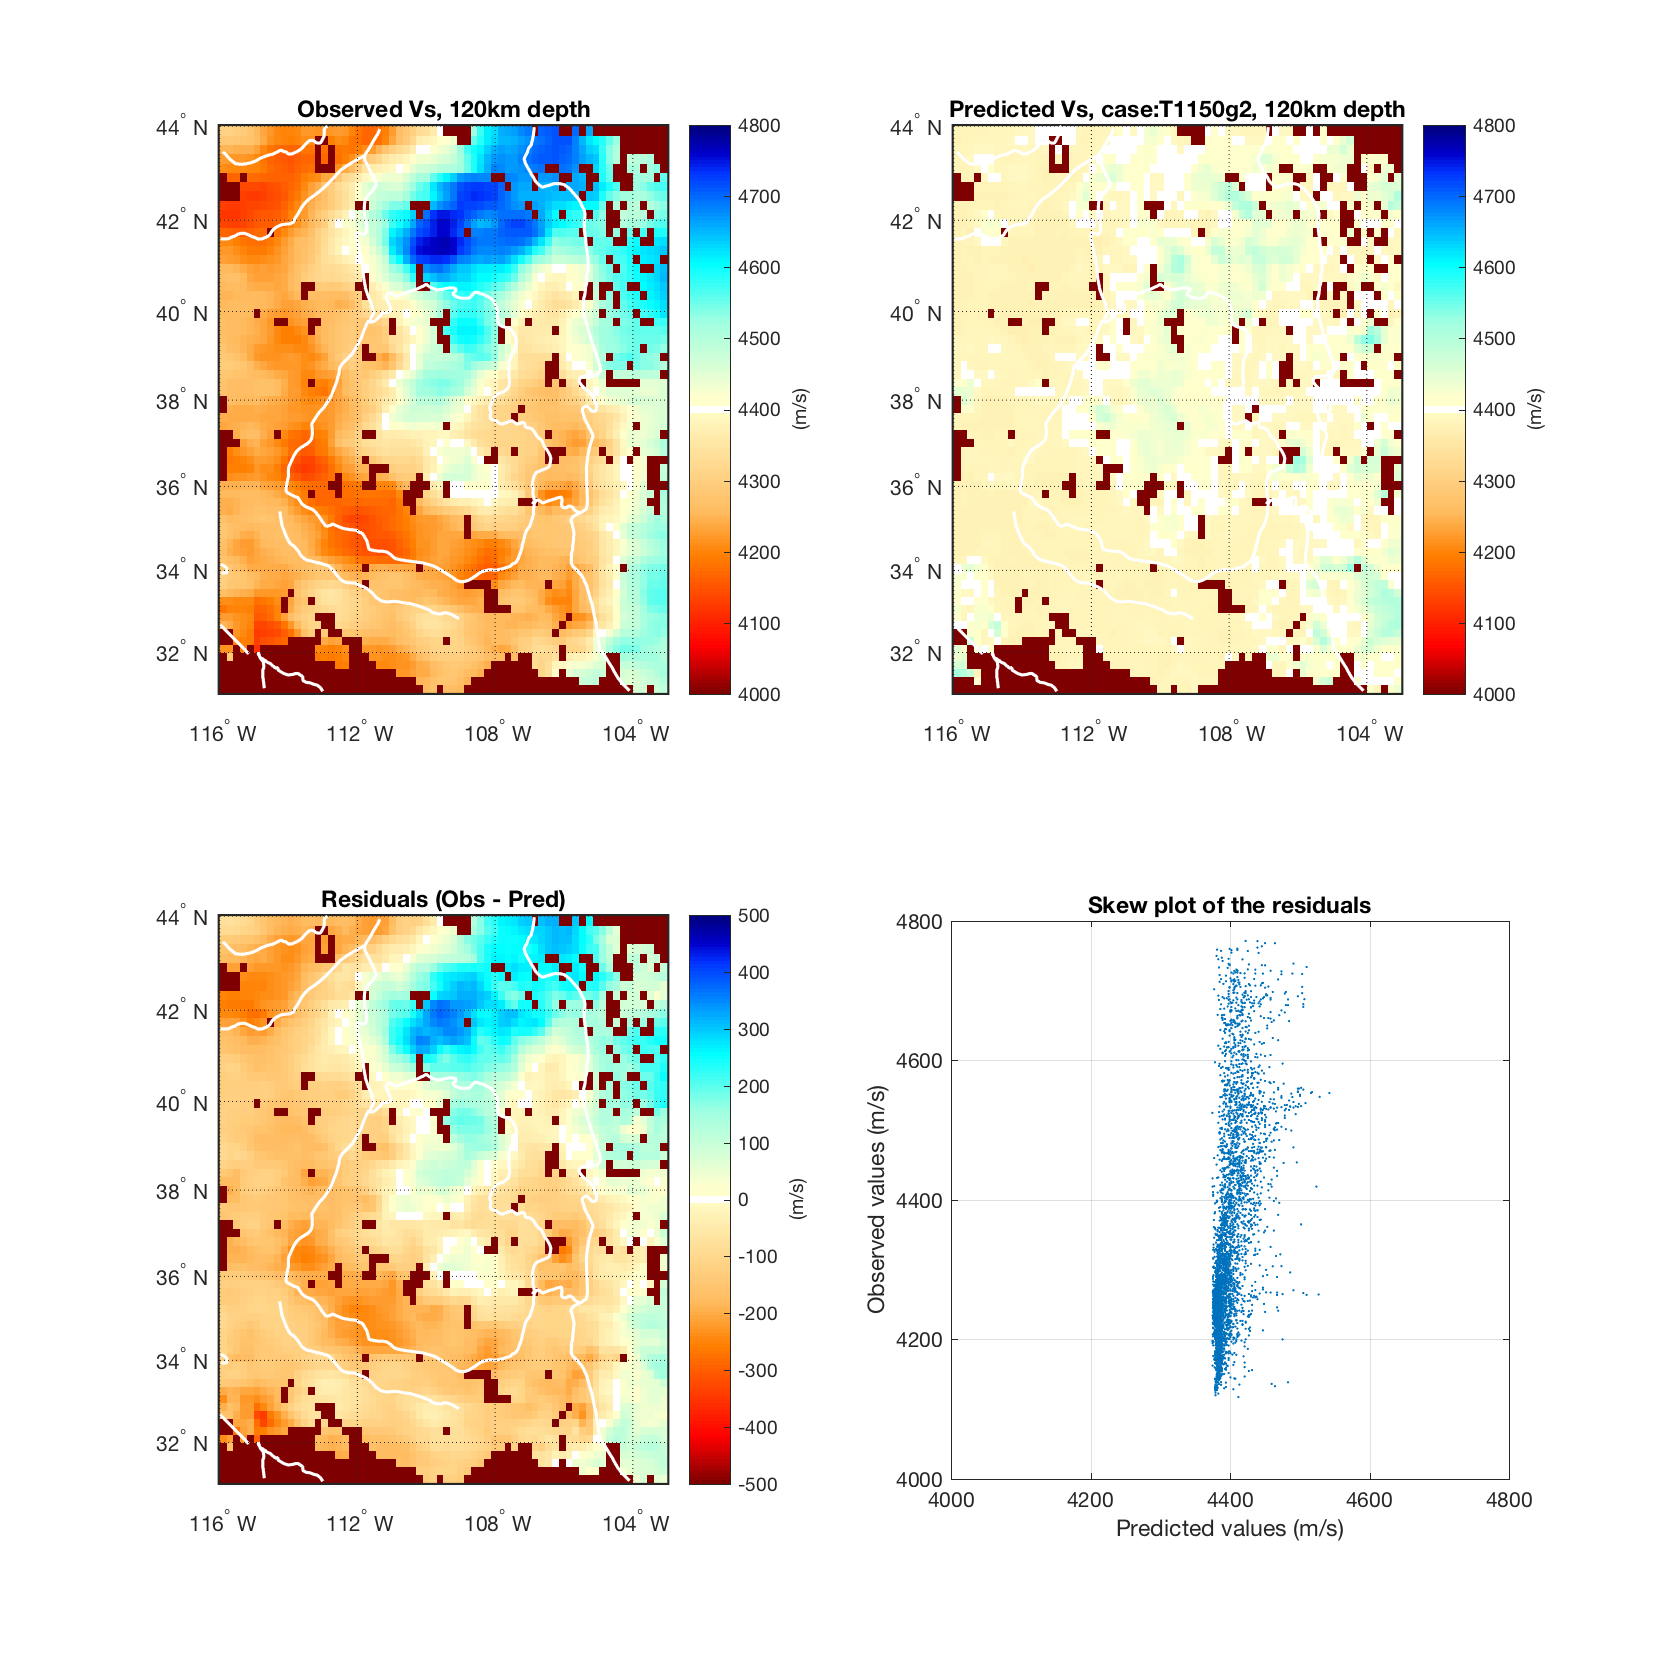 Observed Vs, 120km depth
44° N
42° N
40° N
38° N
36° N
34° N
32° N
116° W
112° W
108° W
104° W
4800
4700
4600
4500
4400
4300
4200
4100
4000
(m/s)
Predicted Vs, case:T1150g2, 120km depth
44° N
42° N
40° N
38° N
36° N
34° N
32° N
116° W
112° W
108° W
104° W
4800
4700
4600
4500
4400
4300
4200
4100
4000
(m/s)
Residuals (Obs - Pred)
44° N
42° N
40° N
38° N
36° N
34° N
32° N
116° W
112° W
108° W
104° W
500
400
300
200
100
0
-100
-200
-300
-400
-500
(m/s)
Skew plot of the residuals
4800
4600
4400
4200
4000
Observed values (m/s)
4000
4200
4400
4600
4800
Predicted values (m/s)